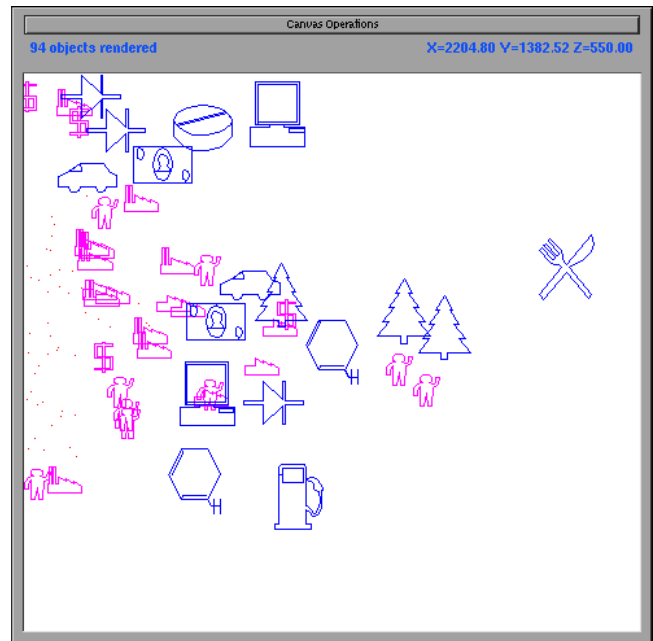 Canvas Operations
94 objects rendered X=2204.80 Y=1382.52 Z=550.00
$
$
$
$
H
H